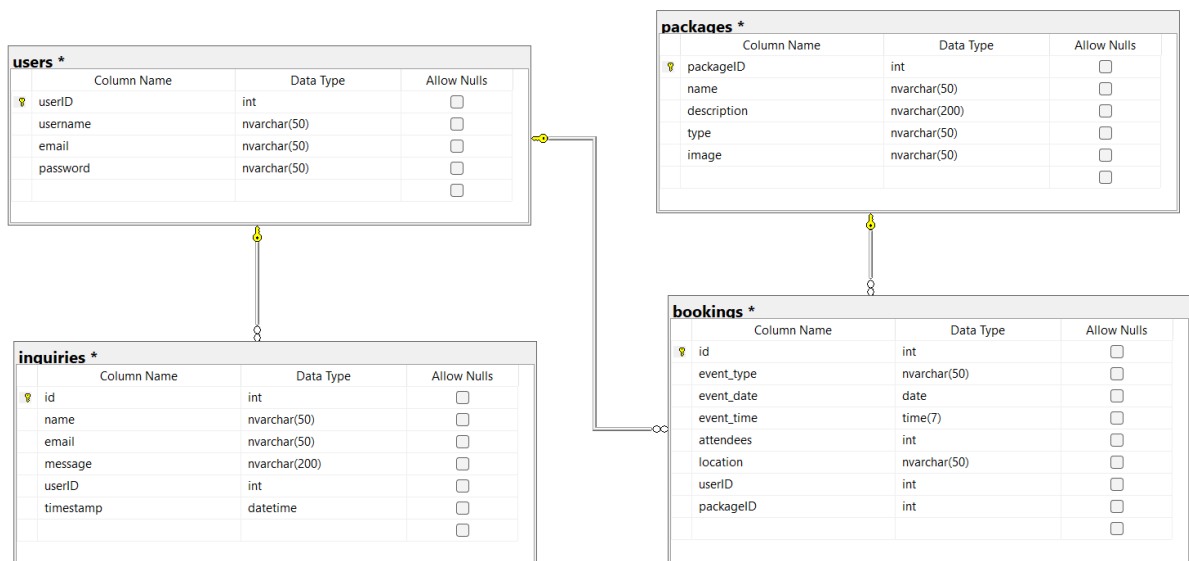 users *
Column Name Data Type Allow Nulls
userID int
username nvarchar(50)
email nvarchar(50)
password nvarchar(50)
packages *
Column Name Data Type Allow Nulls
packageID int
name nvarchar(50)
description nvarchar(200)
type nvarchar(50)
image nvarchar(50)
inquiries *
Column Name Data Type Allow Nulls
id int
name nvarchar(50)
email nvarchar(50)
message nvarchar(200)
userID int
timestamp datetime
bookings *
Column Name Data Type Allow Nulls
id int
event_type nvarchar(50)
event_date date
event_time time(7)
attendees int
location nvarchar(50)
userID int
packageID int